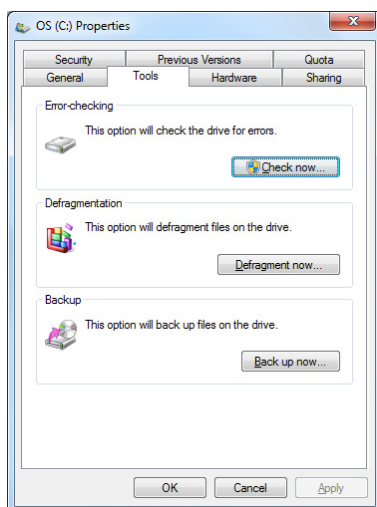 OS (C:) Properties
Security Previous Versions Quota
General Tools Hardware Sharing
Error-checking
This option will check the drive for errors.
Check now...
Defragmentation
This option will defragment files on the drive.
Defragment now...
Backup
This option will back up files on the drive.
Back up now...
OK Cancel Apply